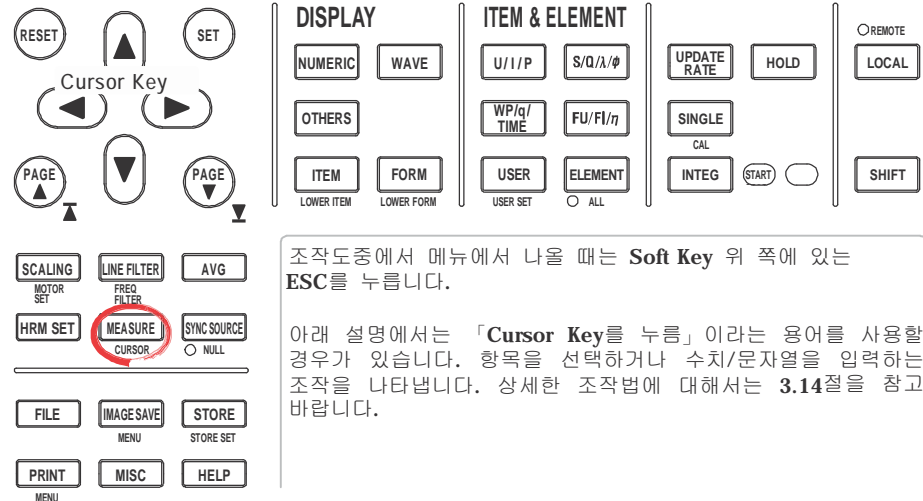 RESET
SET
Cursor Key
PAGE
PAGE
DISPLAY
NUMERIC
WAVE
OTHERS
ITEM
FORM
LOWER ITEM
LOWER FORM
ITEM & ELEMENT
U/I/P
S/Q/λ/ϕ
WP/q/
TIME
FU/FI/η
USER
ELEMENT
USER SET
ALL
UPDATE
RATE
HOLD
SINGLE
CAL
INTEG
START
REMOTE
LOCAL
SHIFT
SCALING
LINE FILTER
AVG
MOTOR
SET
FREQ
FILTER
HRM SET
MEASURE
SYNC SOURCE
CURSOR
NULL
FILE
IMAGE SAVE
STORE
MENU
STORE SET
PRINT
MISC
HELP
MENU
조작도중에서 메뉴에서 나올 때는 Soft Key 위 쪽에 있는
ESC를 누릅니다.
아래 설명에서는 「Cursor Key를 누름」이라는 용어를 사용할
경우가 있습니다. 항목을 선택하거나 수치/문자열을 입력하는
조작을 나타냅니다. 상세한 조작법에 대해서는 3.14절을 참고
바랍니다.